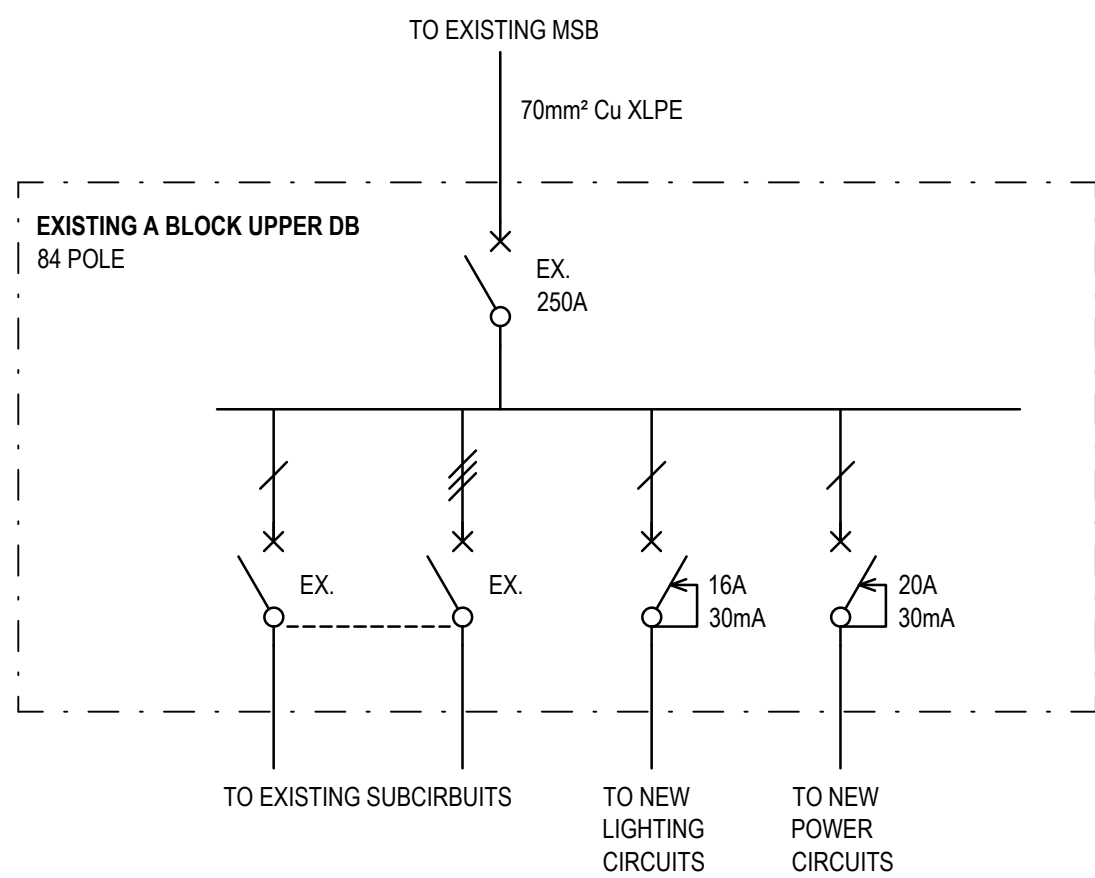 TO EXISTING MSB
70mm² Cu XLPE
EXISTING A BLOCK UPPER DB
84 POLE
EX.
250A
EX.
EX.
16A
30mA
20A
30mA
TO EXISTING SUBCIRBUITS
TO NEW
LIGHTING
CIRCUITS
TO NEW
POWER
CIRCUITS